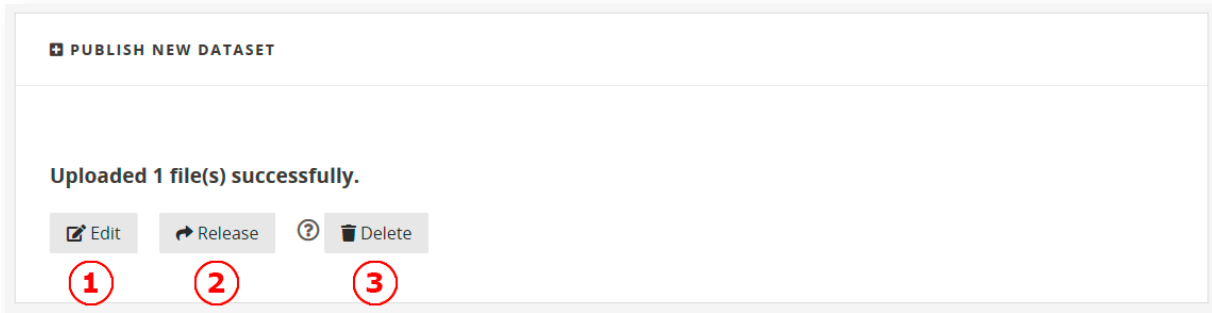 PUBLISH NEW DATASET
Uploaded 1 file(s) successfully.
Edit Release ? Delete
1 2 3